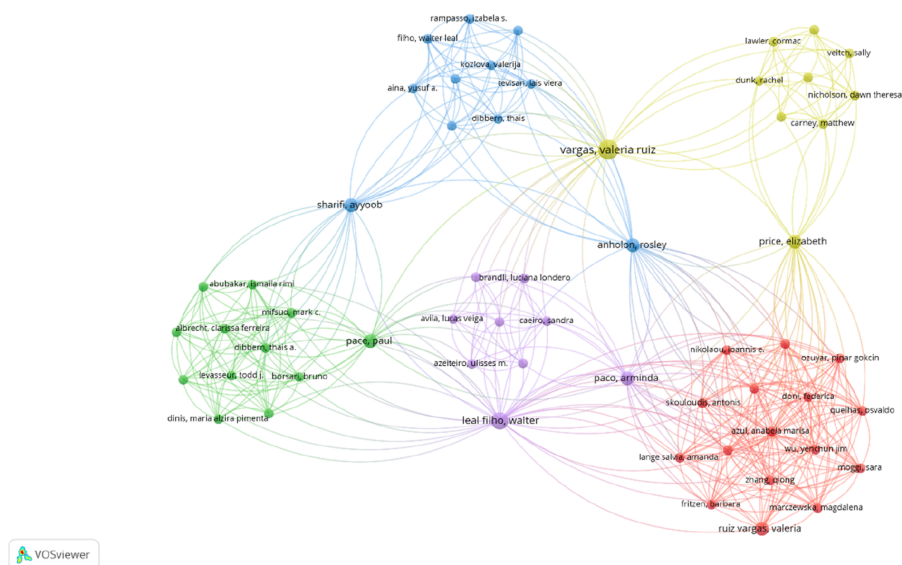 rampasso, izabela s.
filho, walter leal
kozlova, valerija
aina, yusuf a.
levisari, lais viera
dibbern, thais
lawler, cormac
veitch, sally
dunk, rachel
nicholson, dawn theresa
carney, matthew
vargas, valeria ruiz
sharifi, ayyoob
anholon, rosley
price, elizabeth
abubakar, ismaila rimi
mifsud, mark c.
albrecht, clarissa ferreira
dibbern, thais a.
levasseur, todd j.
borsari, bruno
dinis, maria alzira pimenta
pace, paul
brandli, luciana londero
avila, lucas veiga
caeiro, sandra
azeiteiro, ulisses m.
paco, arminda
leal filho, walter
nikolaou, ioannis e.
ozuyar, pinar gokcin
skouloudis, antonis
doni, federica
quelhas, osvaldo
azul, anabela marisa
wu, yenchun jim
lange salvia, amanda
moggi, sara
zhang, qiong
fritzen, barbara
marczewska, magdalena
ruiz vargas, valeria
VOSviewer